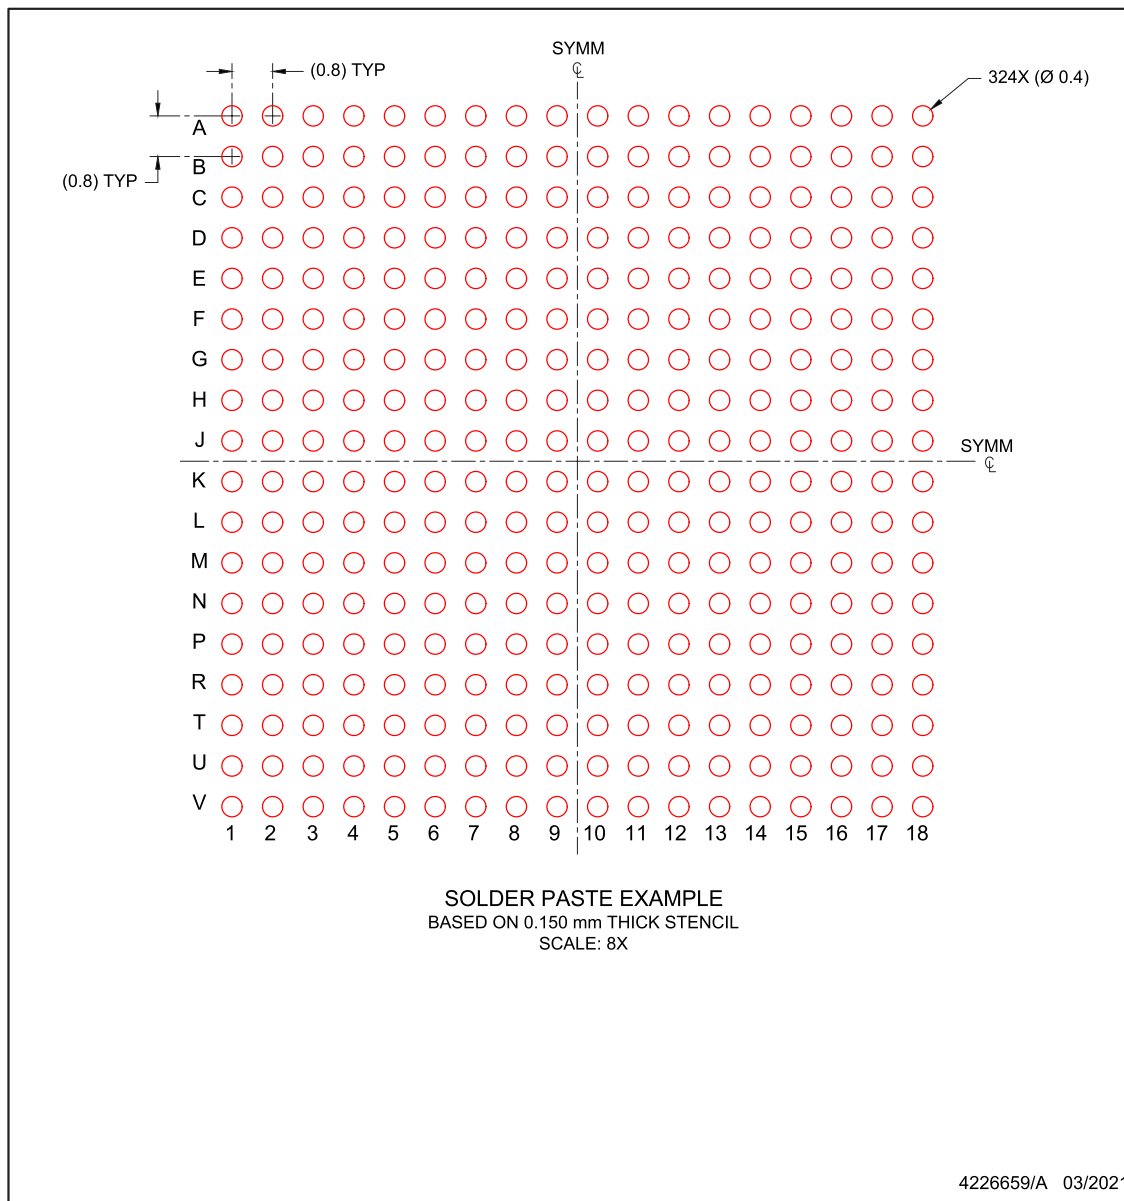 SYMM
℄
(0.8) TYP
324X (Ø 0.4)
A
B
(0.8) TYP
C
D
E
F
G
H
J
SYMM
℄
K
L
M
N
P
R
T
U
V
1 2 3 4 5 6 7 8 9 10 11 12 13 14 15 16 17 18
SOLDER PASTE EXAMPLE
BASED ON 0.150 mm THICK STENCIL
SCALE: 8X
4226659/A 03/2021